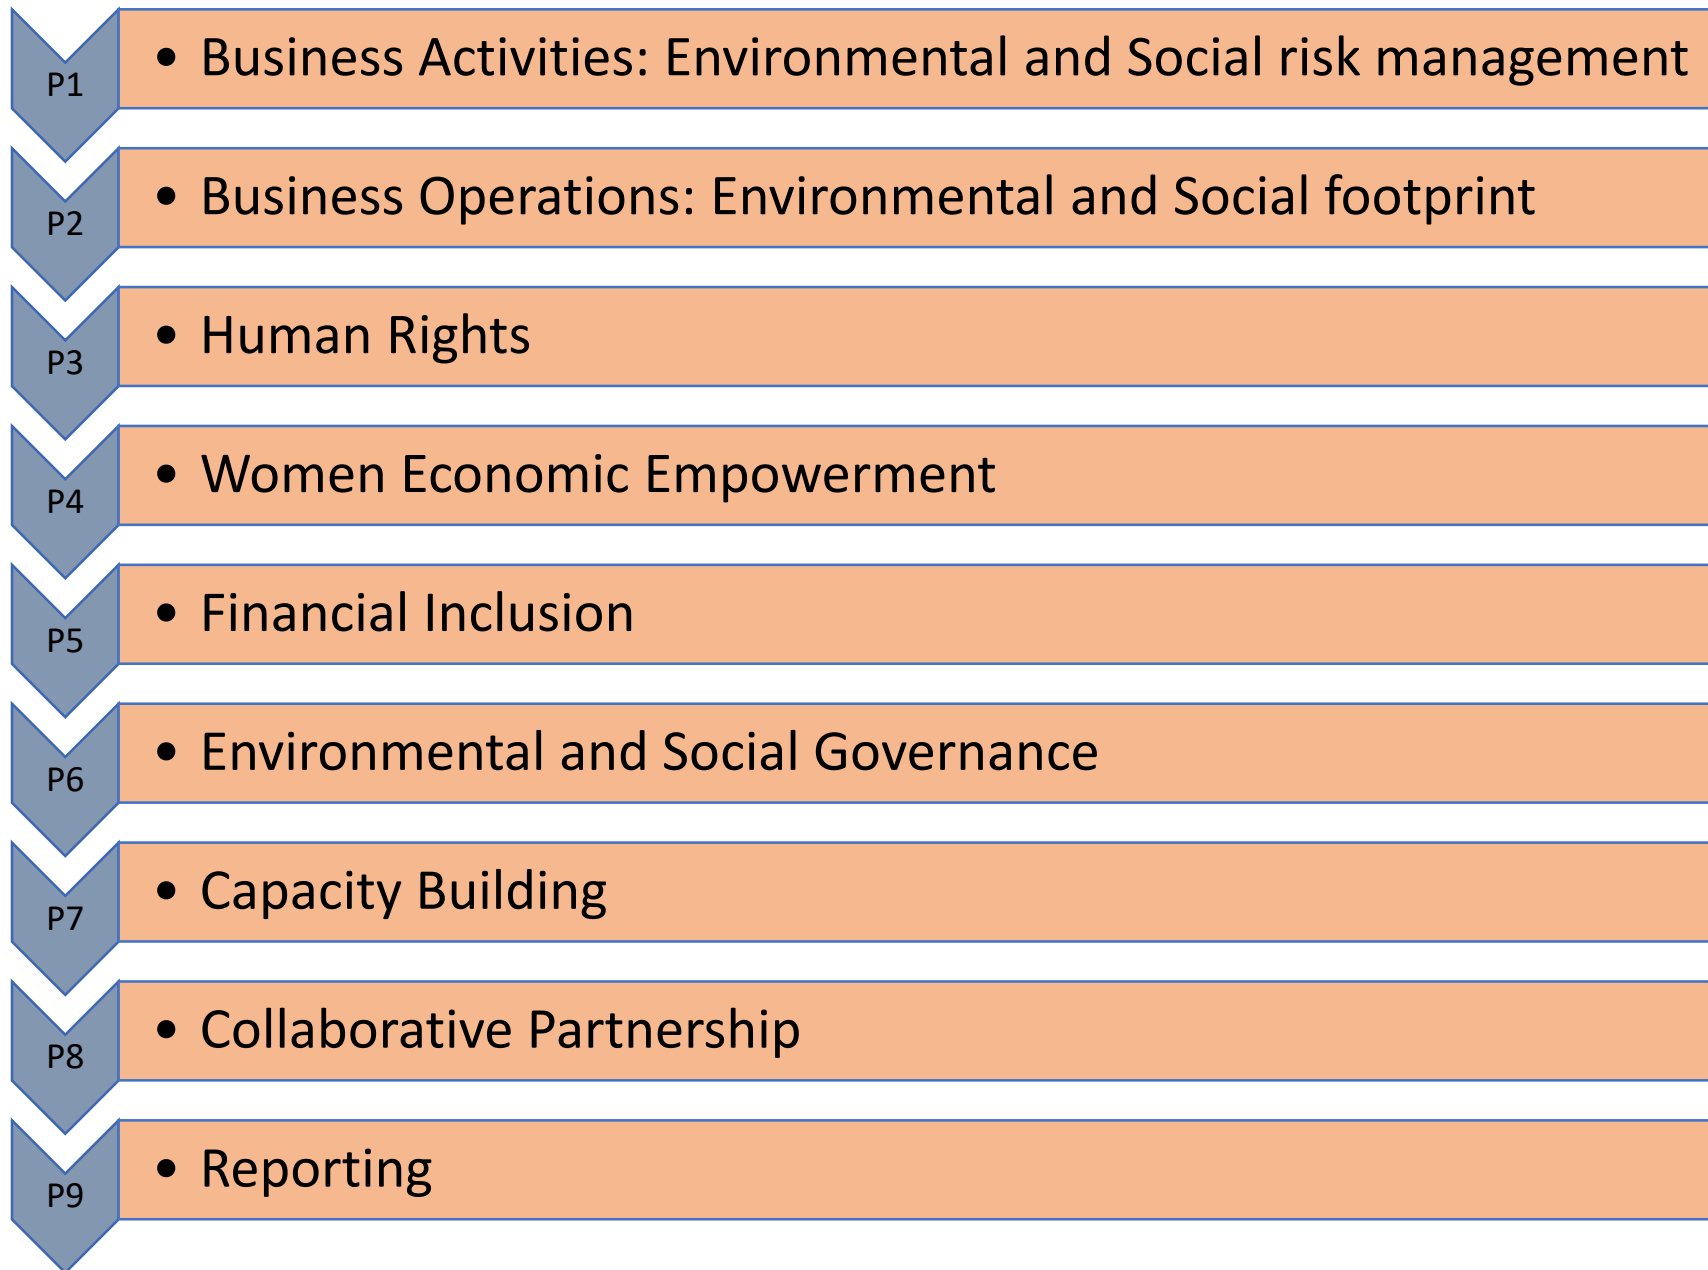 P1
• Business Activities: Environmental and Social risk management
P2
• Business Operations: Environmental and Social footprint
P3
• Human Rights
P4
• Women Economic Empowerment
P5
• Financial Inclusion
P6
• Environmental and Social Governance
P7
• Capacity Building
P8
• Collaborative Partnership
P9
• Reporting